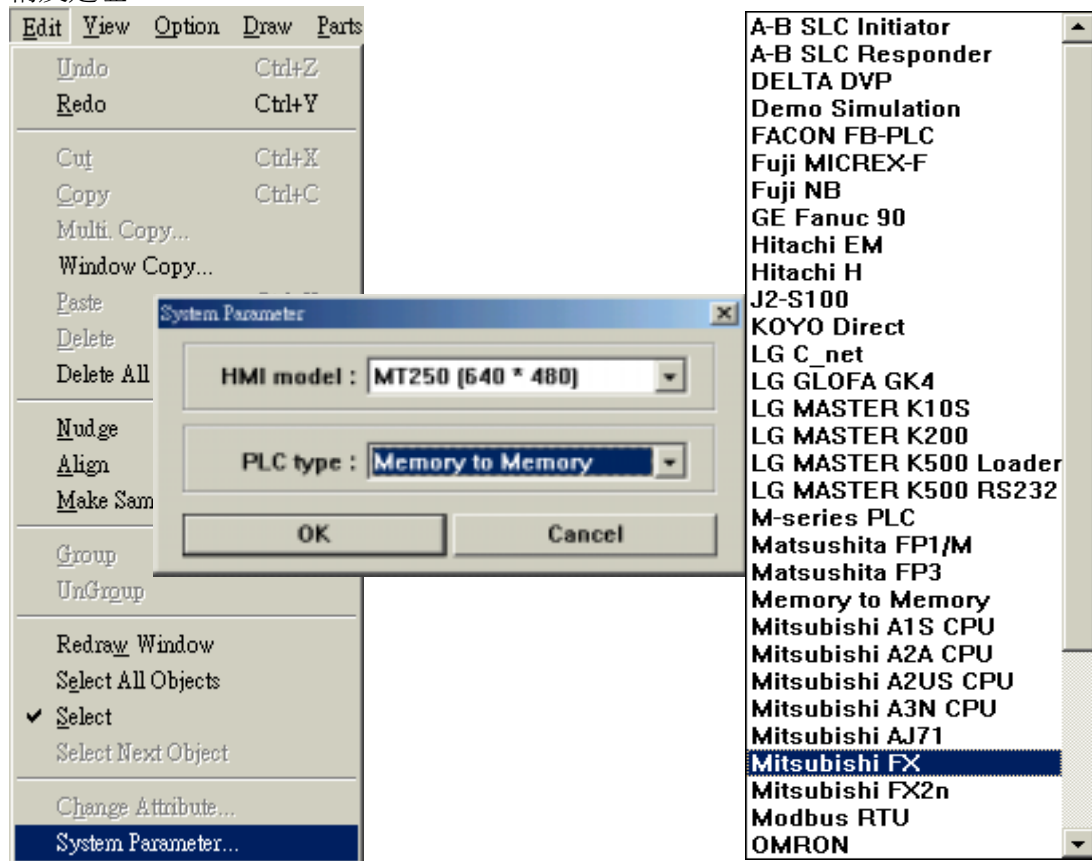 Edit View Option Draw Parts
Undo Ctrl+Z
Redo Ctrl+Y
Cut Ctrl+X
Copy Ctrl+C
Multi. Copy...
Window Copy...
Paste
Delete
Delete All
Nudge
Align
Make Sam
Group
UnGroup
Redraw Window
Select All Objects
✔ Select
Select Next Object
Change Attribute...
System Parameter...
System Parameter
HMI model : MT250 (640 * 480)
PLC type : Memory to Memory
OK Cancel
A-B SLC Initiator
A-B SLC Responder
DELTA DVP
Demo Simulation
FACON FB-PLC
Fuji MICREX-F
Fuji NB
GE Fanuc 90
Hitachi EM
Hitachi H
J2-S100
KOYO Direct
LG C_net
LG GLOFA GK4
LG MASTER K10S
LG MASTER K200
LG MASTER K500 Loader
LG MASTER K500 RS232
M-series PLC
Matsushita FP1/M
Matsushita FP3
Memory to Memory
Mitsubishi A1S CPU
Mitsubishi A2A CPU
Mitsubishi A2US CPU
Mitsubishi A3N CPU
Mitsubishi AJ71
Mitsubishi FX
Mitsubishi FX2n
Modbus RTU
OMRON